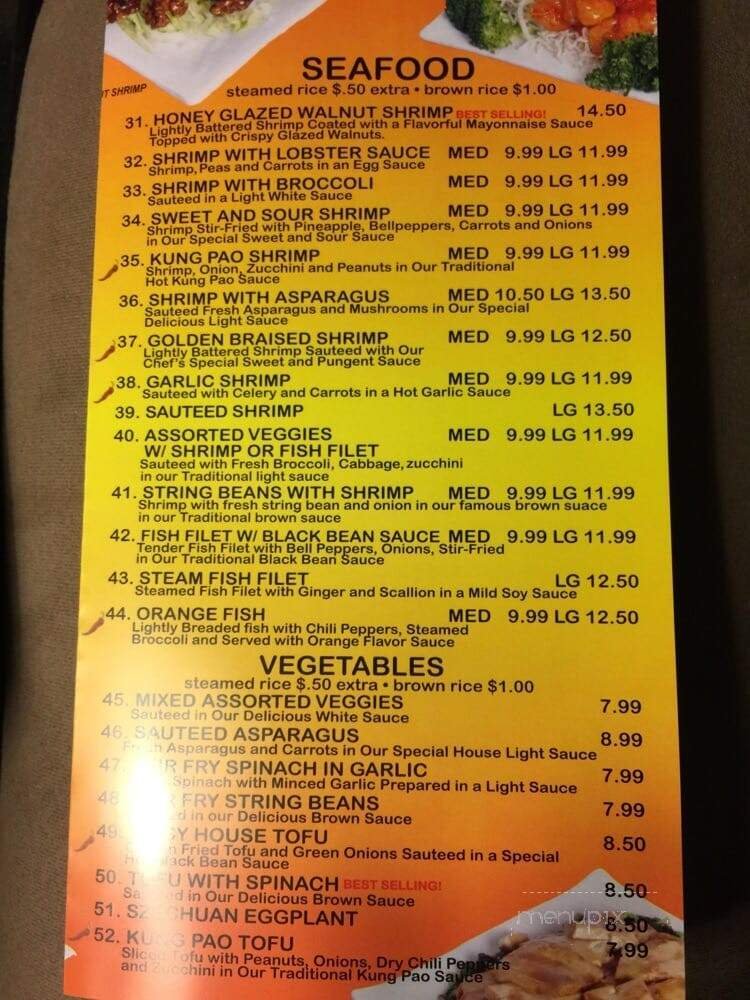 T SHRIMP
SEAFOOD
steamed rice $.50 extra • brown rice $1.00
31. HONEY GLAZED WALNUT SHRIMP BEST SELLING! 14.50
Lightly Battered Shrimp Coated with a Flavorful Mayonnaise Sauce
Topped with Crispy Glazed Walnuts.
32. SHRIMP WITH LOBSTER SAUCE MED 9.99 LG 11.99
Shrimp, Peas and Carrots in an Egg Sauce
33. SHRIMP WITH BROCCOLI MED 9.99 LG 11.99
Sauteed in a Light White Sauce
34. SWEET AND SOUR SHRIMP MED 9.99 LG 11.99
Shrimp Stir-Fried with Pineapple, Bellpeppers, Carrots and Onions
in Our Special Sweet and Sour Sauce
35. KUNG PAO SHRIMP MED 9.99 LG 11.99
Shrimp, Onion, Zucchini and Peanuts in Our Traditional
Hot Kung Pao Sauce
36. SHRIMP WITH ASPARAGUS MED 10.50 LG 13.50
Sauteed Fresh Asparagus and Mushrooms in Our Special
Delicious Light Sauce
37. GOLDEN BRAISED SHRIMP MED 9.99 LG 12.50
Lightly Battered Shrimp Sauteed with Our
Chef's Special Sweet and Pungent Sauce
38. GARLIC SHRIMP MED 9.99 LG 11.99
Sauteed with Celery and Carrots in a Hot Garlic Sauce
39. SAUTEED SHRIMP LG 13.50
40. ASSORTED VEGGIES MED 9.99 LG 11.99
W/ SHRIMP OR FISH FILET
Sauteed with Fresh Broccoli, Cabbage, zucchini
in our Traditional light sauce
41. STRING BEANS WITH SHRIMP MED 9.99 LG 11.99
Shrimp with fresh string bean and onion in our famous brown suace
in our Traditional brown sauce
42. FISH FILET W/ BLACK BEAN SAUCE MED 9.99 LG 11.99
Tender Fish Filet with Bell Peppers, Onions, Stir-Fried
in Our Traditional Black Bean Sauce
43. STEAM FISH FILET LG 12.50
Steamed Fish Filet with Ginger and Scallion in a Mild Soy Sauce
44. ORANGE FISH MED 9.99 LG 12.50
Lightly Breaded fish with Chili Peppers, Steamed
Broccoli and Served with Orange Flavor Sauce
VEGETABLES
steamed rice $.50 extra • brown rice $1.00
45. MIXED ASSORTED VEGGIES 7.99
Sauteed in Our Delicious White Sauce
46. SAUTEED ASPARAGUS 8.99
Fresh Asparagus and Carrots in Our Special House Light Sauce
47. FRY SPINACH IN GARLIC 7.99
Spinach with Minced Garlic Prepared in a Light Sauce
48 FRY STRING BEANS 7.99
in our Delicious Brown Sauce
49. HOUSE TOFU 8.50
Fried Tofu and Green Onions Sauteed in a Special
Black Bean Sauce
50. TOFU WITH SPINACH BEST SELLING! 8.50
Sauteed in Our Delicious Brown Sauce
51. SZECHUAN EGGPLANT 8.50
52. KUNG PAO TOFU 7.99
Sliced Tofu with Peanuts, Onions, Dry Chili Peppers
and Zucchini in Our Traditional Kung Pao Sauce
menupix